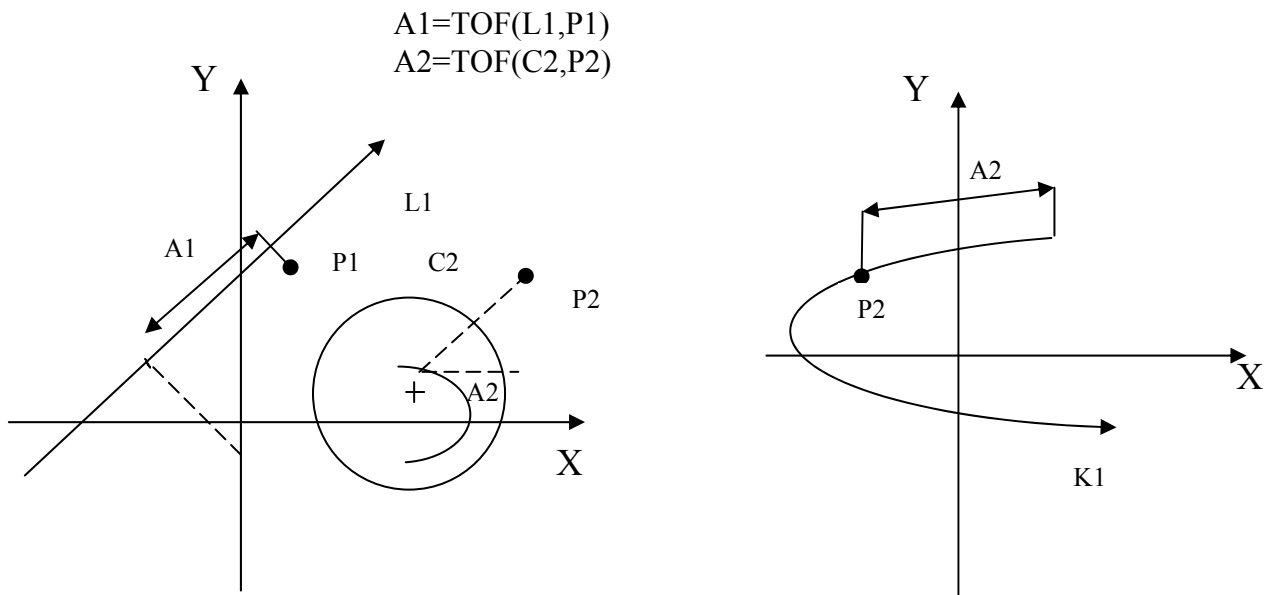 A1=TOF(L1,P1)
A2=TOF(C2,P2)
Y
L1
A1
P1
C2
P2
A2
X
Y
A2
P2
X
K1